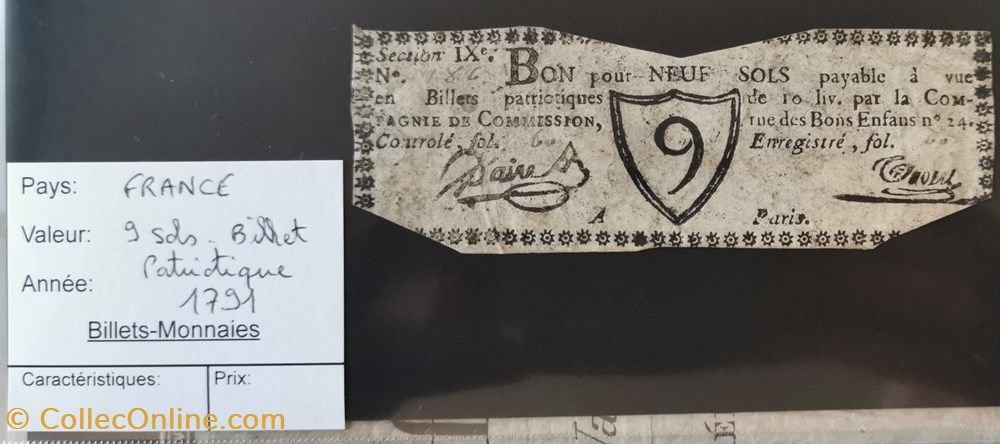 Section IXe.
No. 186 BON pour NEUF SOLS payable à vue
en Billets patriotiques de 10 liv. par la COM-
PAGNIE DE COMMISSION, rue des Bons Enfans no 24.
Controlé, fol. Enregistré, fol.
9
A Paris.
Pays: FRANCE
Valeur: 9 sols - Billet
Patriotique
Année: 1791
Billets-Monnaies
Caractéristiques: Prix:
© CollecOnline.com